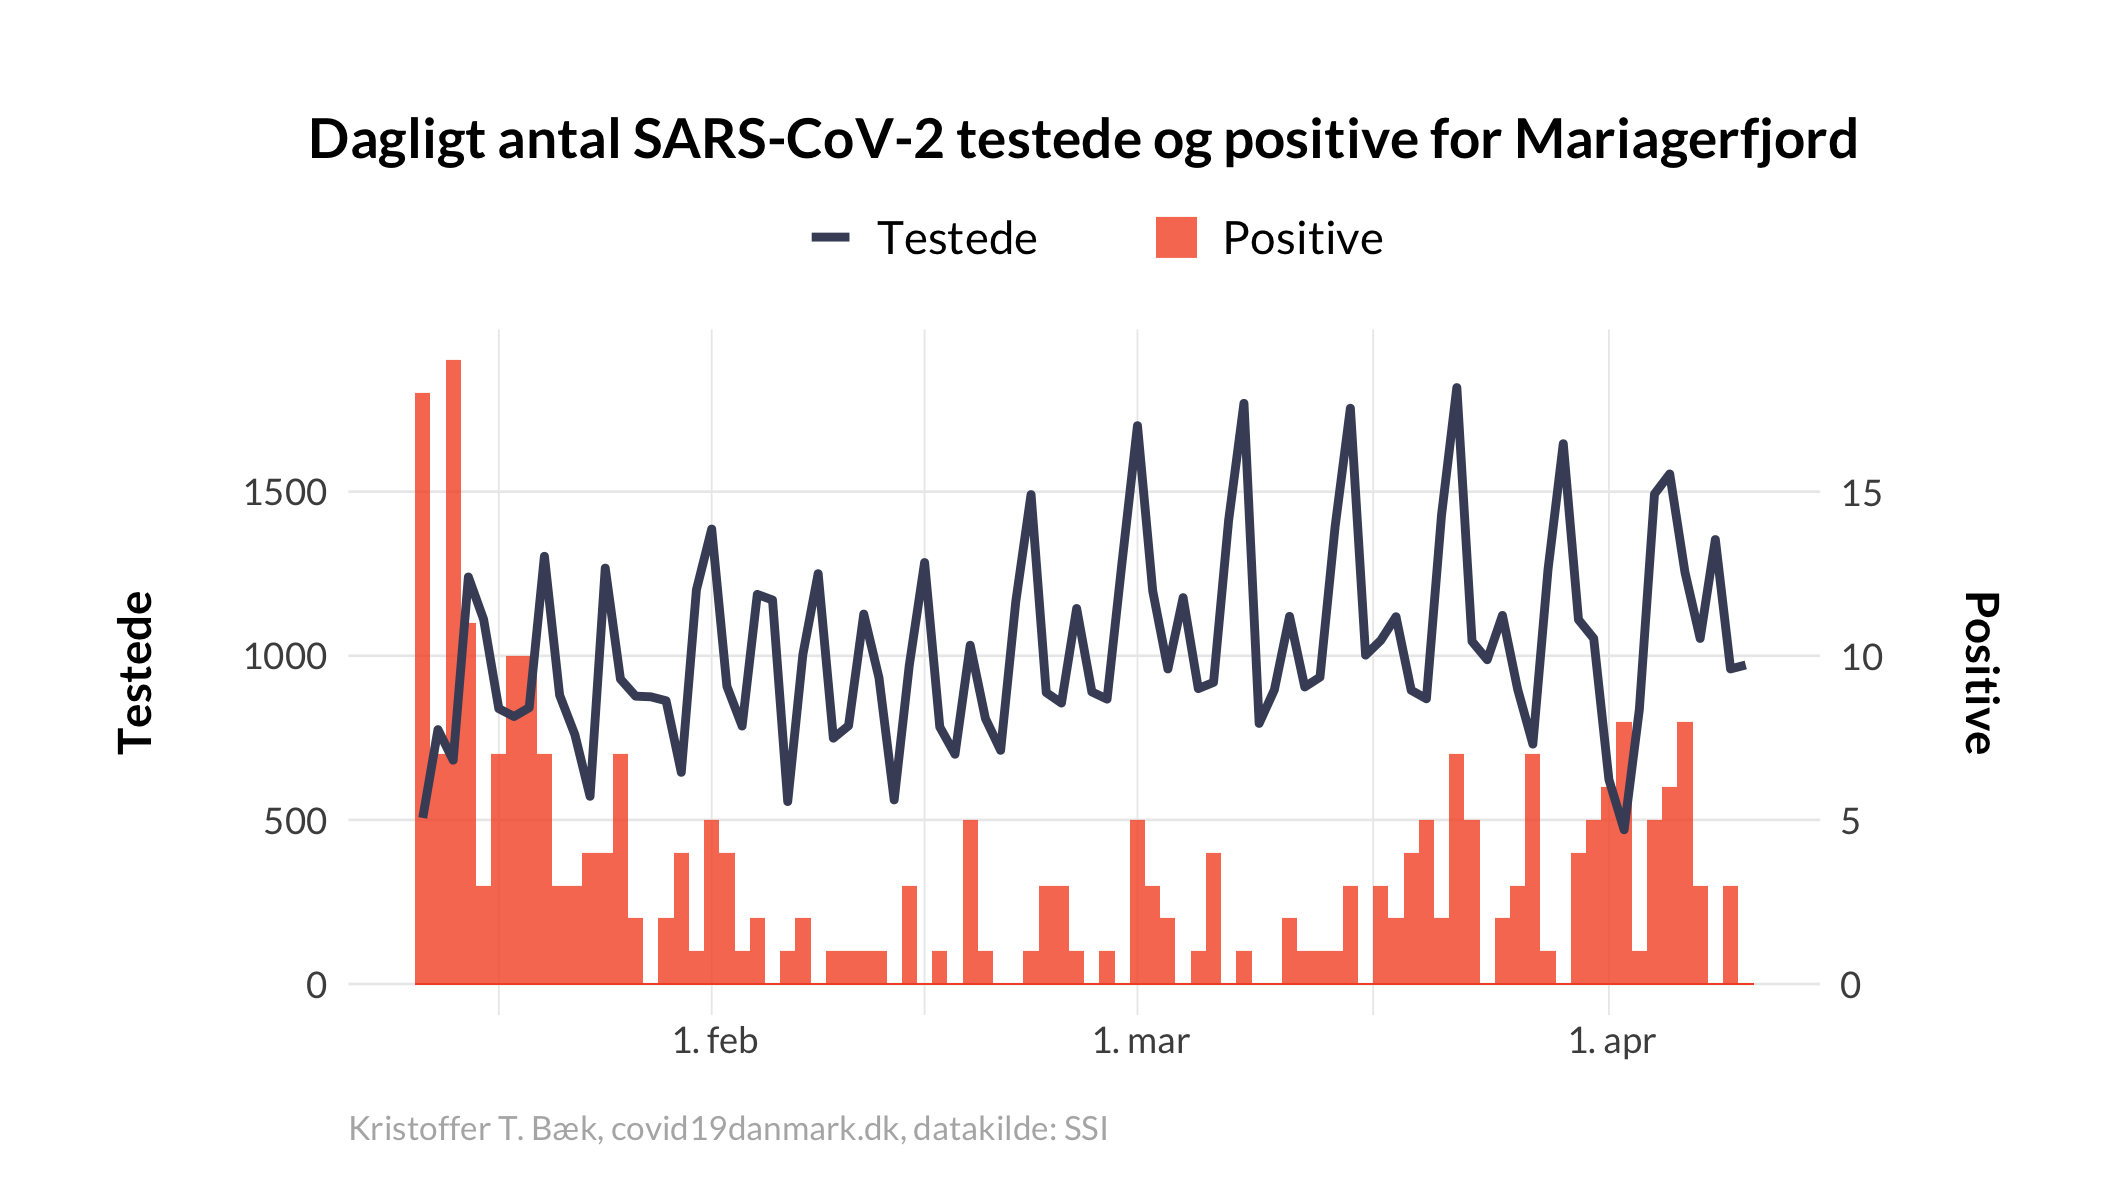 Dagligt antal SARS-CoV-2 testede og positive for Mariagerfjord
Testede
Positive
Testede
1500
1000
500
0
15
10
5
0
Positive
1. feb
1. mar
1. apr
Kristoffer T. Bæk, covid19danmark.dk, datakilde: SSI